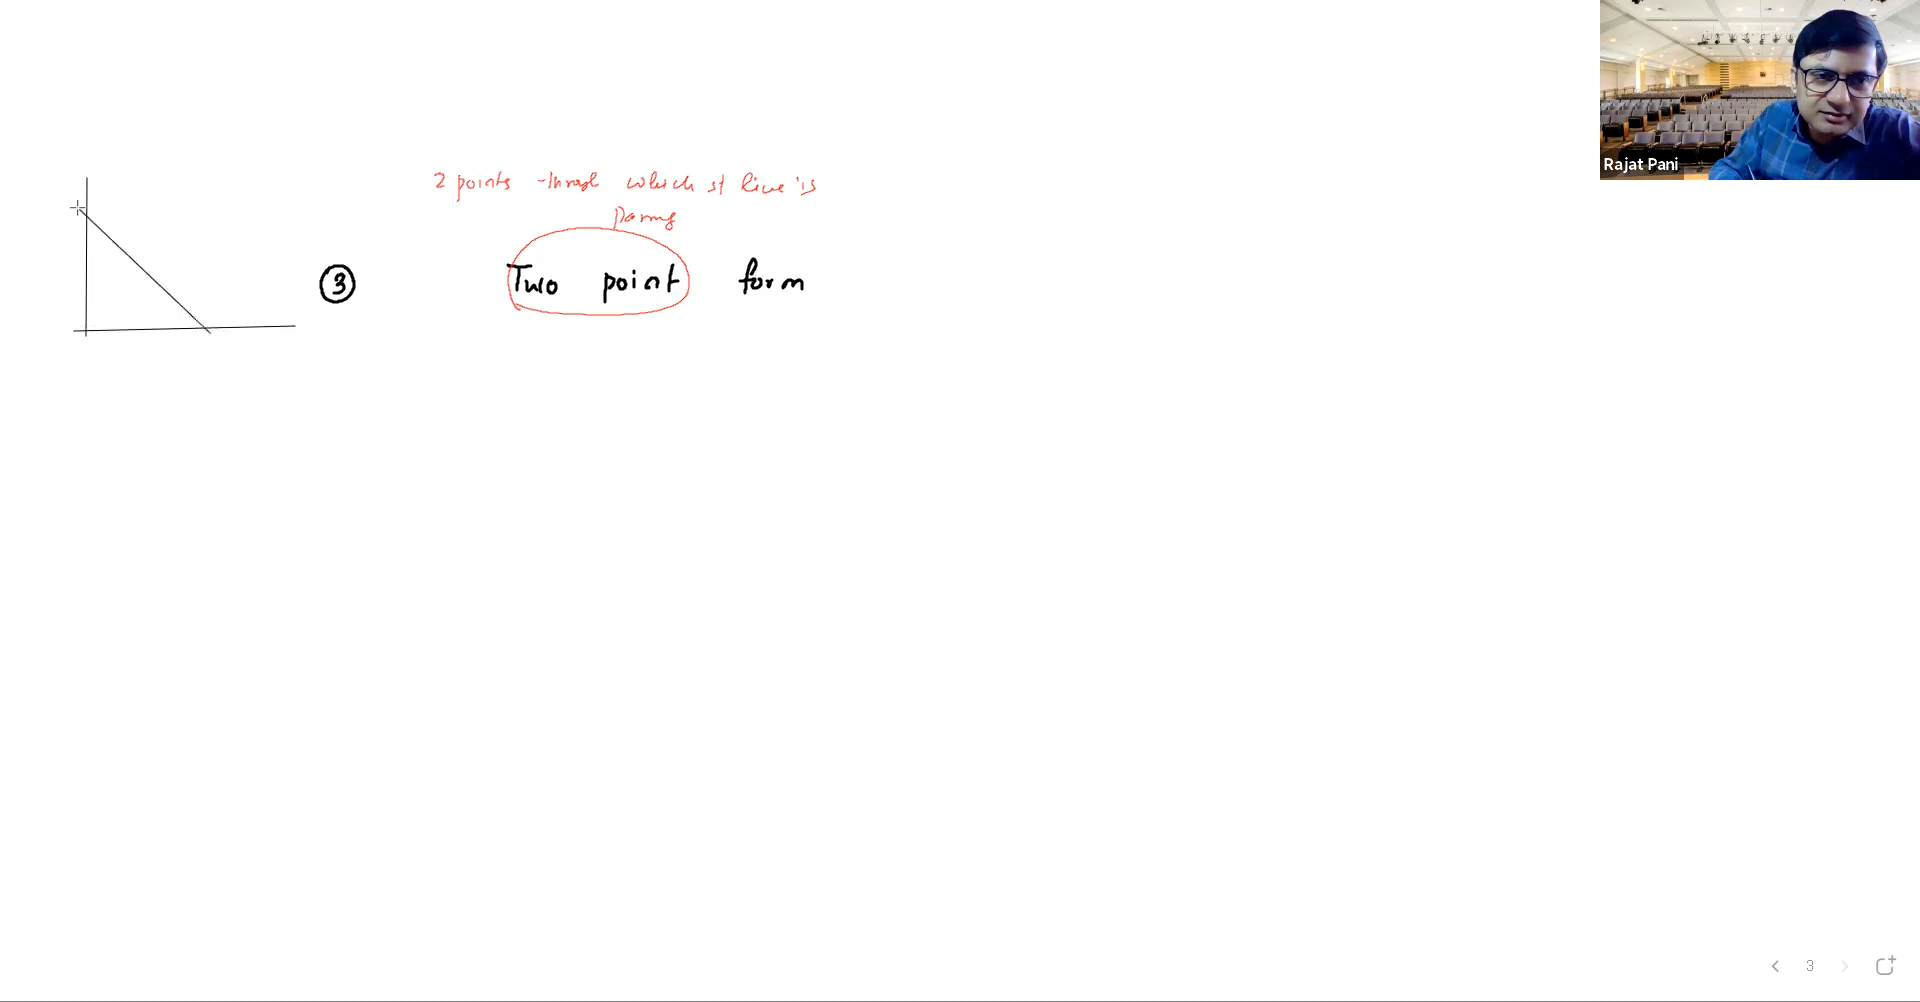 Rajat Pani
2 points through which st line is
passing
③ Two point form
3